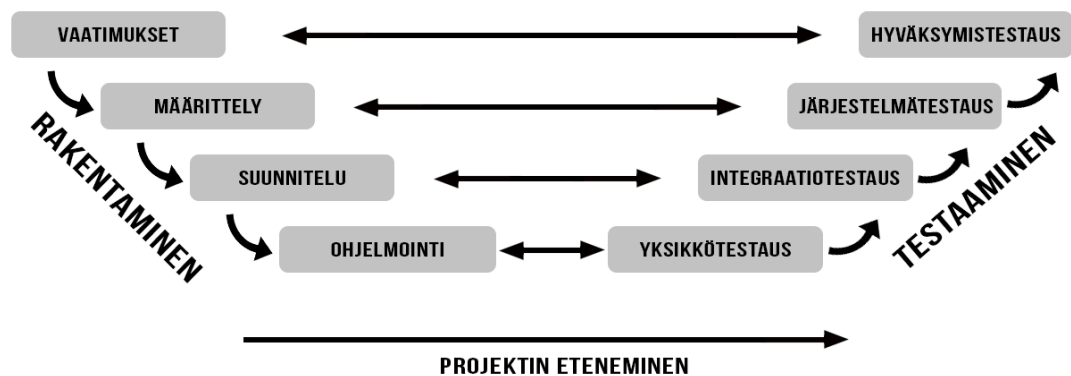 VAATIMUKSET
HYVÄKSYMISTESTAUS
MÄÄRITTELY
JÄRJESTELMÄTESTAUS
RAKENTAMINEN
SUUNNITELU
INTEGRAATIOTESTAUS
TESTAAMINEN
OHJELMOINTI
YKSIKKÖTESTAUS
PROJEKTIN ETENEMINEN